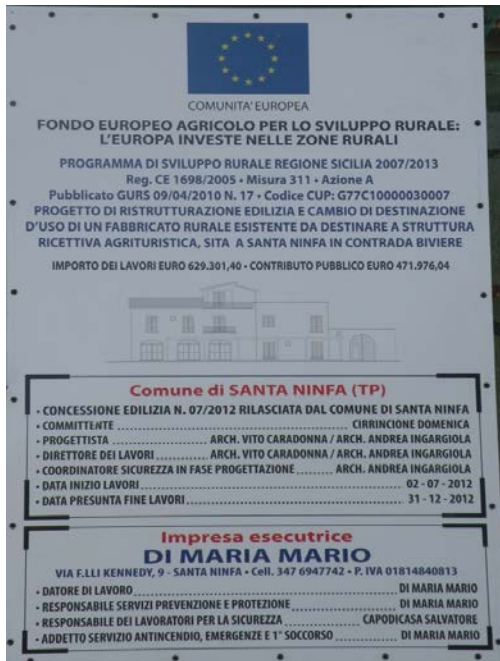 COMUNITA' EUROPEA
FONDO EUROPEO AGRICOLO PER LO SVILUPPO RURALE:
L'EUROPA INVESTE NELLE ZONE RURALI
PROGRAMMA DI SVILUPPO RURALE REGIONE SICILIA 2007/2013
Reg. CE 1698/2005 • Misura 311 • Azione A
Pubblicato GURS 09/04/2010 N. 17 • Codice CUP: G77C10000030007
PROGETTO DI RISTRUTTURAZIONE EDILIZIA E CAMBIO DI DESTINAZIONE
D'USO DI UN FABBRICATO RURALE ESISTENTE DA DESTINARE A STRUTTURA
RICETTIVA AGRITURISTICA, SITA A SANTA NINFA IN CONTRADA BIVIERE
IMPORTO DEI LAVORI EURO 629.301,40 • CONTRIBUTO PUBBLICO EURO 471.976,04
Comune di SANTA NINFA (TP)
• CONCESSIONE EDILIZIA N. 07/2012 RILASCIATA DAL COMUNE DI SANTA NINFA
• COMMITTENTE CIRRINCIONE DOMENICA
• PROGETTISTA ARCH. VITO CARADONNA / ARCH. ANDREA INGARGIOLA
• DIRETTORE DEI LAVORI ARCH. VITO CARADONNA / ARCH. ANDREA INGARGIOLA
• COORDINATORE SICUREZZA IN FASE PROGETTAZIONE ARCH. ANDREA INGARGIOLA
• DATA INIZIO LAVORI 02 - 07 - 2012
• DATA PRESUNTA FINE LAVORI 31 - 12 - 2012
Impresa esecutrice
DI MARIA MARIO
VIA F.LLI KENNEDY, 9 - SANTA NINFA • Cell. 347 6947742 • P. IVA 01814840813
• DATORE DI LAVORO DI MARIA MARIO
• RESPONSABILE SERVIZI PREVENZIONE E PROTEZIONE DI MARIA MARIO
• RESPONSABILE DEI LAVORATORI PER LA SICUREZZA CAPODICASA SALVATORE
• ADDETTO SERVIZIO ANTINCENDIO, EMERGENZE E 1° SOCCORSO DI MARIA MARIO